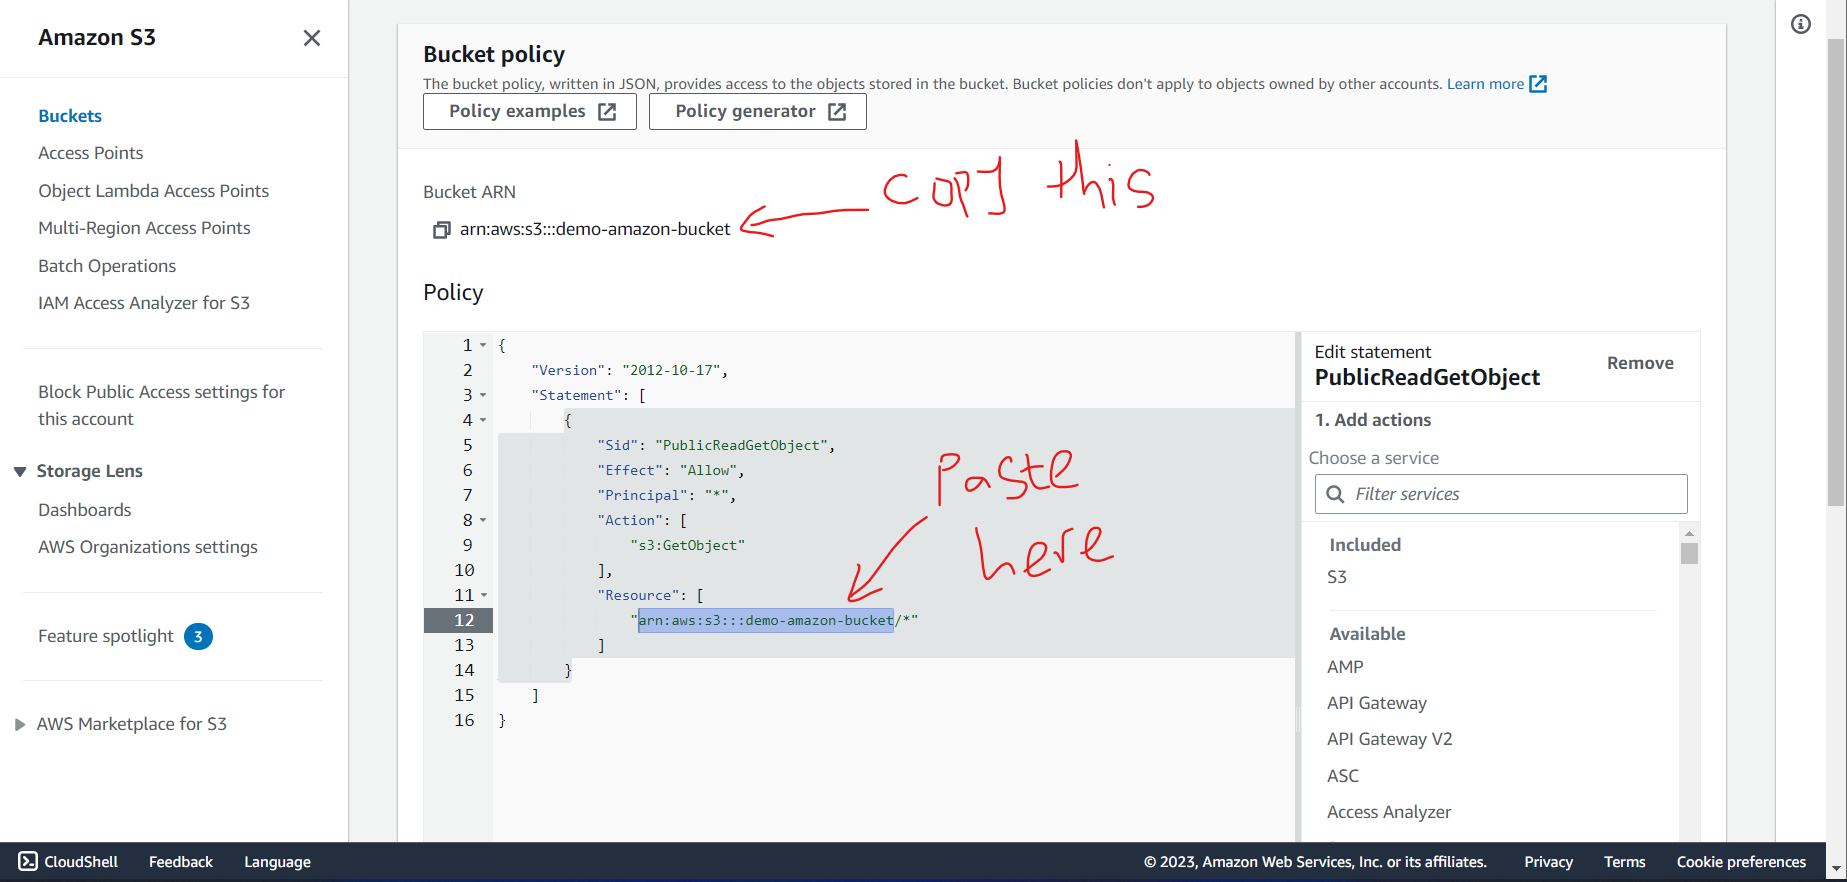 Amazon S3
Buckets
Access Points
Object Lambda Access Points
Multi-Region Access Points
Batch Operations
IAM Access Analyzer for S3
Block Public Access settings for
this account
Storage Lens
Dashboards
AWS Organizations settings
Feature spotlight 3
AWS Marketplace for S3
Bucket policy
The bucket policy, written in JSON, provides access to the objects stored in the bucket. Bucket policies don't apply to objects owned by other accounts. Learn more
Policy examples Policy generator
copy this
Bucket ARN
arn:aws:s3:::demo-amazon-bucket
Policy
1 {
2 "Version": "2012-10-17",
3 "Statement": [
4 {
5 "Sid": "PublicReadGetObject",
6 "Effect": "Allow",
7 "Principal": "*",
8 "Action": [
9 "s3:GetObject"
10 ],
11 "Resource": [
12 "arn:aws:s3:::demo-amazon-bucket/*"
13 ]
14 }
15 ]
16 }
Paste
here
Edit statement
PublicReadGetObject
Remove
1. Add actions
Choose a service
Filter services
Included
S3
Available
AMP
API Gateway
API Gateway V2
ASC
Access Analyzer
CloudShell Feedback Language © 2023, Amazon Web Services, Inc. or its affiliates. Privacy Terms Cookie preferences